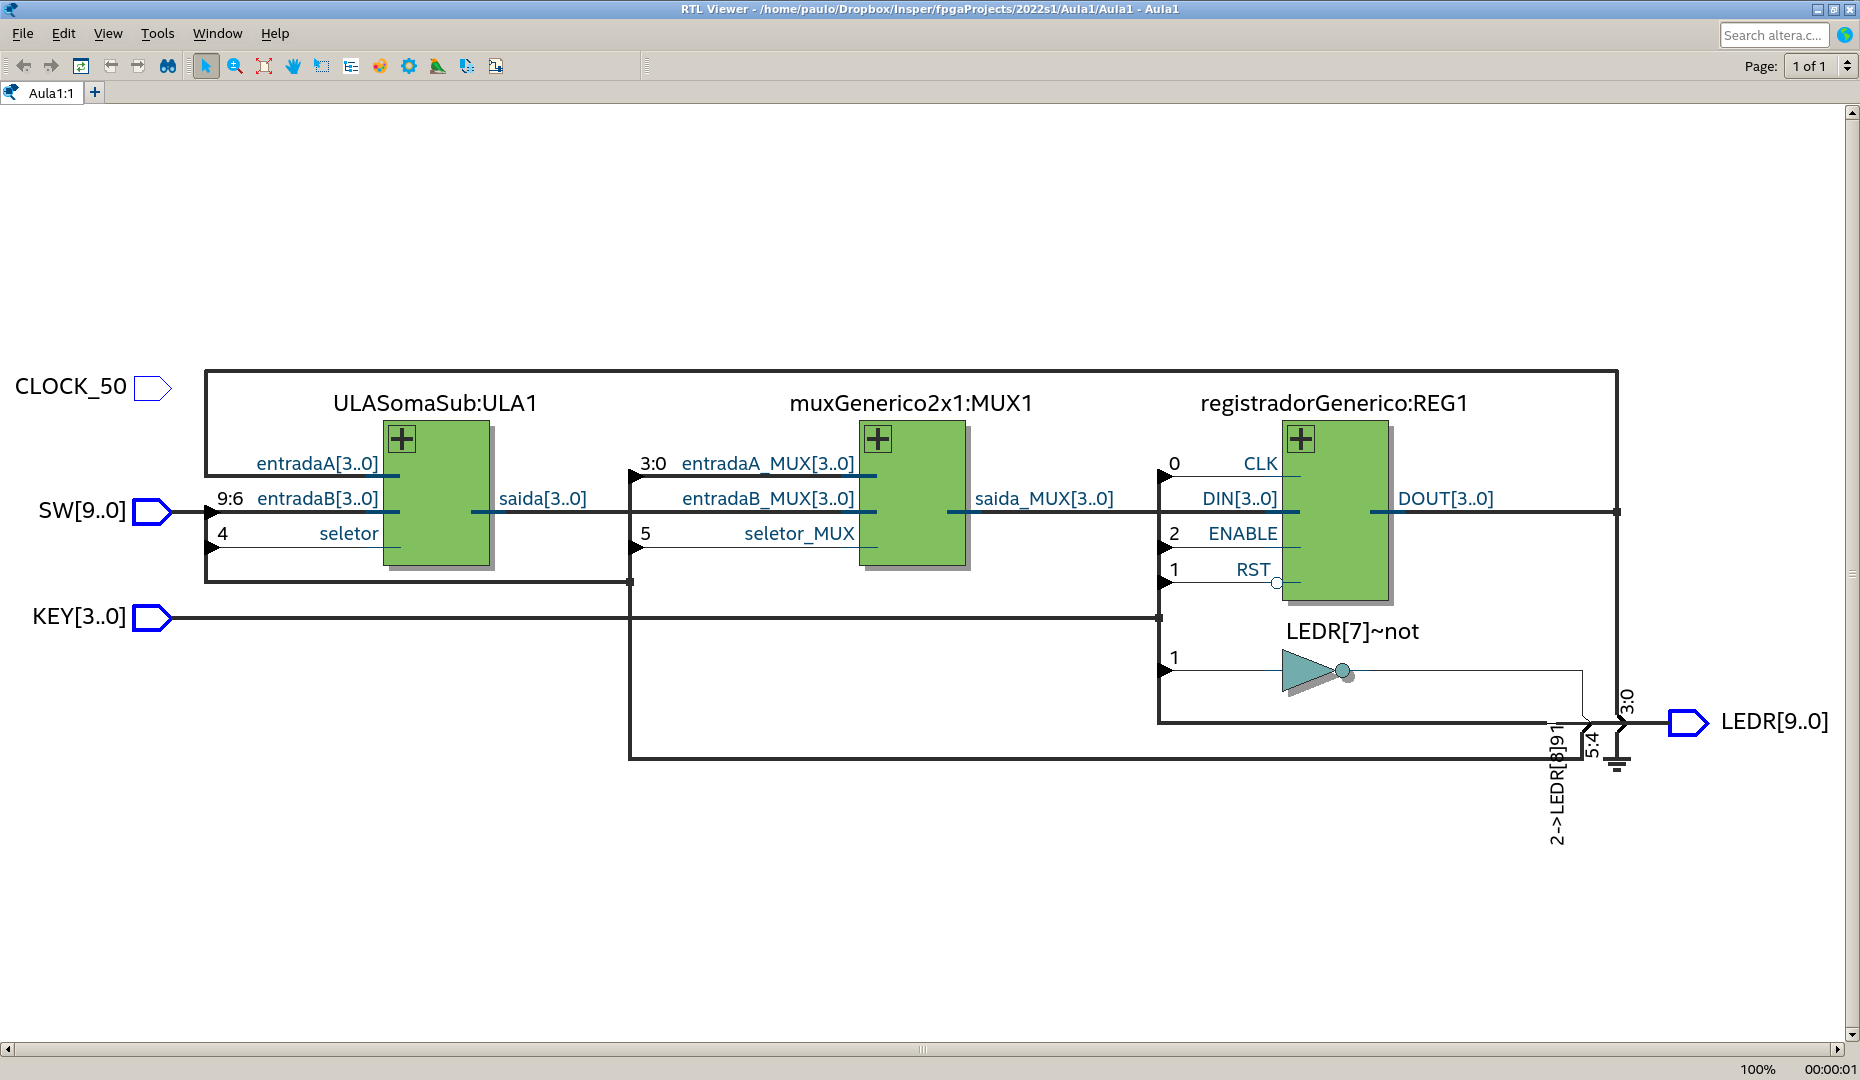 RTL Viewer - /home/paulo/Dropbox/Insper/fpgaProjects/2022s1/Aula1/Aula1 - Aula1
File Edit View Tools Window Help
Search altera.c...
Page: 1 of 1
Aula1:1
CLOCK_50
ULASomaSub:ULA1
muxGenerico2x1:MUX1
registradorGenerico:REG1
entradaA[3..0]
3:0 entradaA_MUX[3..0]
0 CLK
SW[9..0]
9:6 entradaB[3..0]
saida[3..0]
entradaB_MUX[3..0]
saida_MUX[3..0]
DIN[3..0]
DOUT[3..0]
4 seletor
5 seletor_MUX
2 ENABLE
1 RST
KEY[3..0]
LEDR[7]~not
1
3:0
LEDR[9..0]
5:4
2->LEDR[8]91
100% 00:00:01